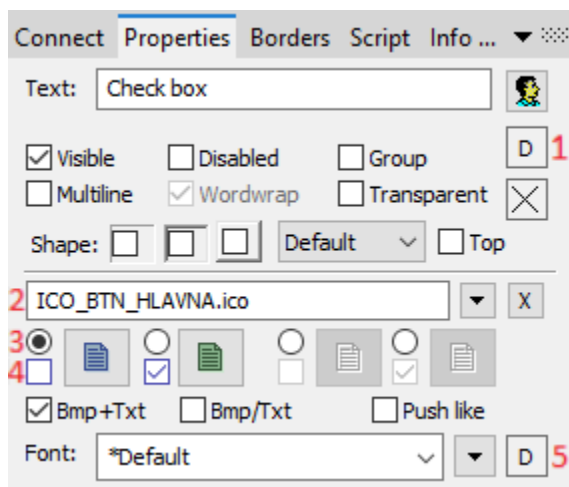 Connect Properties Borders Script Info ...
Text: Check box
D 1
Visible Disabled Group
Multiline Wordwrap Transparent
Shape: Default Top
2 ICO_BTN_HLAVNA.ico X
3
4
Bmp+Txt Bmp/Txt Push like
Font: *Default D 5